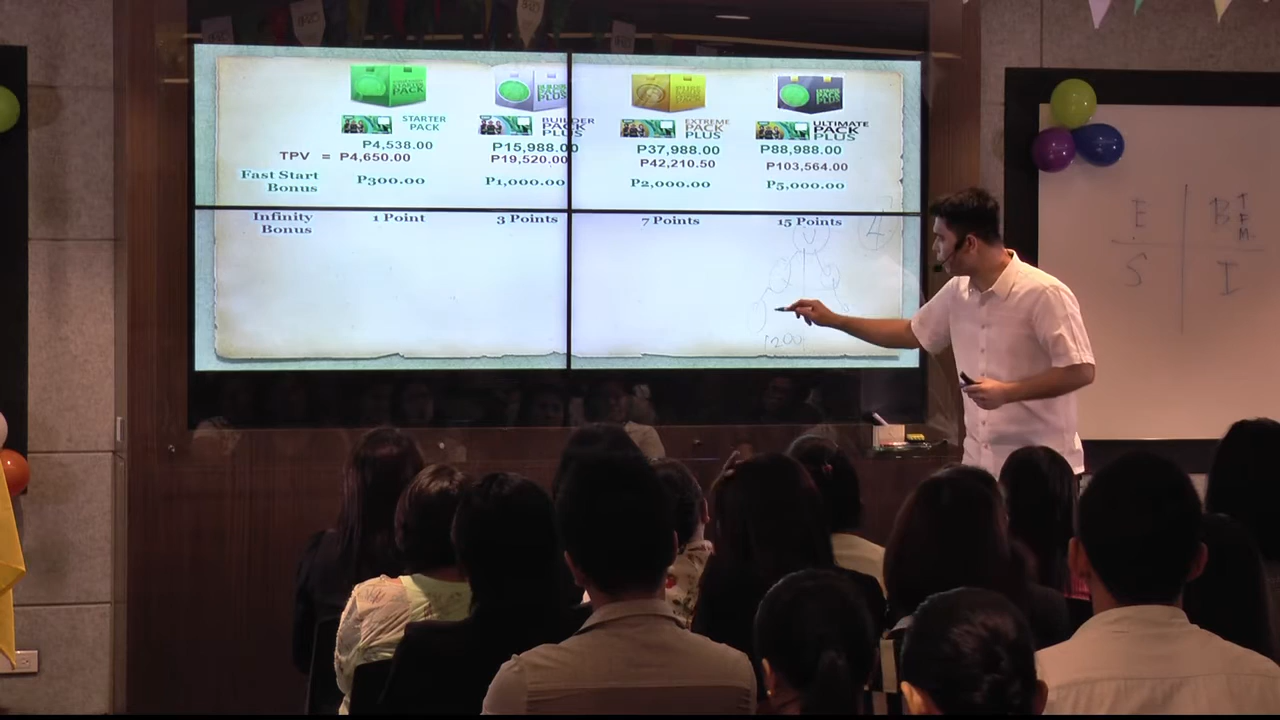 STARTER PACK
BUILDER PACK PLUS
EXTREME PACK PLUS
ULTIMATE PACK PLUS
P4,538.00 P15,988.00 P37,988.00 P88,988.00
TPV = P4,650.00 P19,520.00 P42,210.50 P103,564.00
Fast Start Bonus P300.00 P1,000.00 P2,000.00 P5,000.00
Infinity Bonus 1 Point 3 Points 7 Points 15 Points
1200
E B T F M.
S I